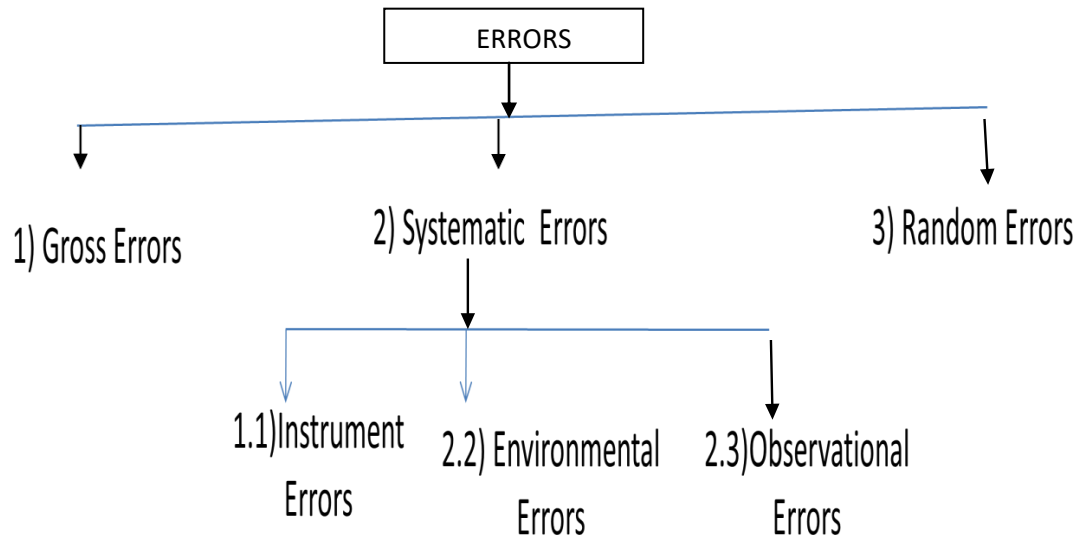 ERRORS
1) Gross Errors
2) Systematic Errors
3) Random Errors
1.1)Instrument
Errors
2.2) Environmental
Errors
2.3)Observational
Errors